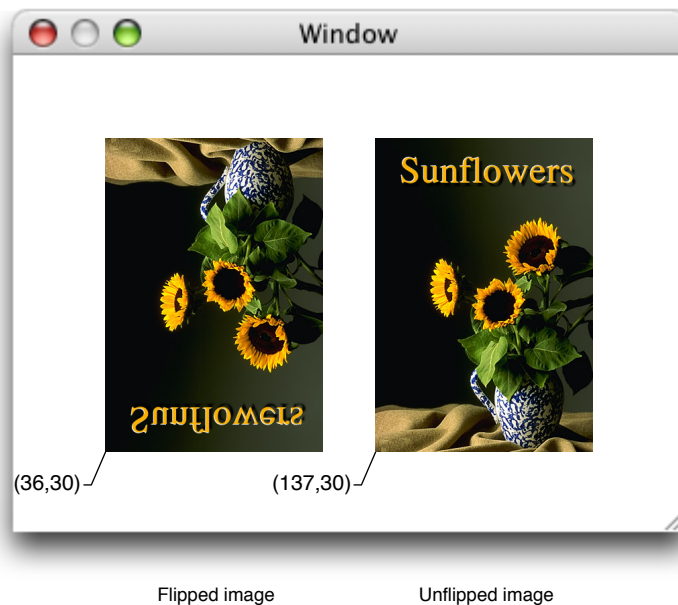 Window
Sunflowers
Sunflowers
(36,30)
(137,30)
Flipped image
Unflipped image